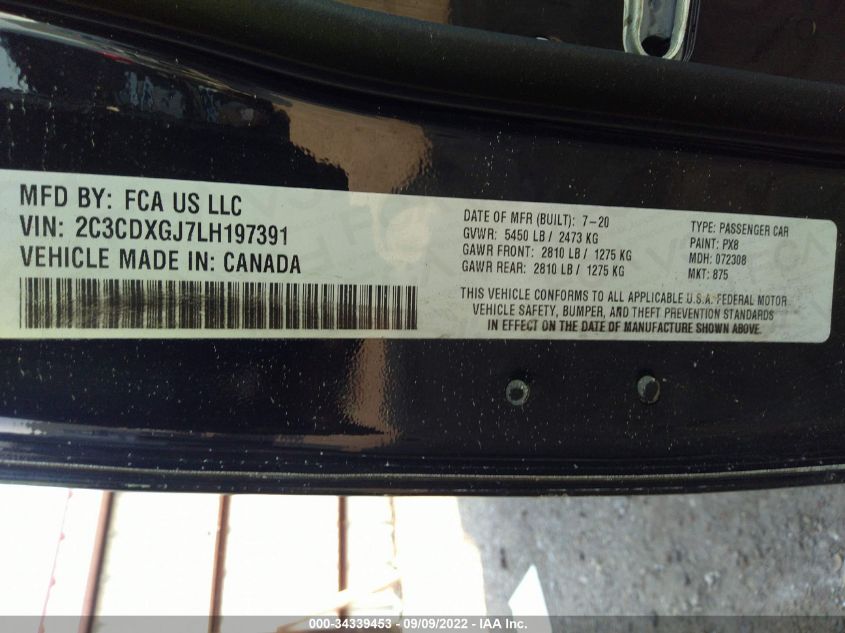 MFD BY: FCA US LLC
VIN: 2C3CDXGJ7LH197391
VEHICLE MADE IN: CANADA
DATE OF MFR (BUILT): 7-20
GVWR: 5450 LB / 2473 KG
GAWR FRONT: 2810 LB / 1275 KG
GAWR REAR: 2810 LB / 1275 KG
TYPE: PASSENGER CAR
PAINT: PX8
MDH: 072308
MKT: 875
THIS VEHICLE CONFORMS TO ALL APPLICABLE U.S.A. FEDERAL MOTOR
VEHICLE SAFETY, BUMPER, AND THEFT PREVENTION STANDARDS
IN EFFECT ON THE DATE OF MANUFACTURE SHOWN ABOVE.
000-34339453 - 09/09/2022 - IAA Inc.